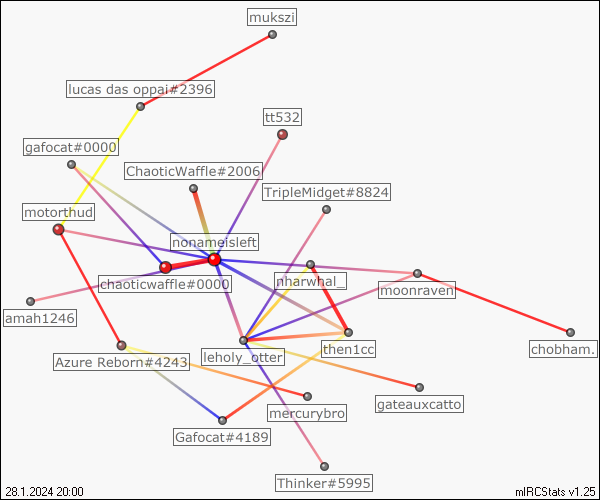 mukszi
lucas das oppai#2396
tt532
gafocat#0000
ChaoticWaffle#2006
TripleMidget#8824
motorthud
nonameisleft
nharwhal_
chaoticwaffle#0000
moonraven
amah1246
leholy_otter
then1cc
chobham.
Azure Reborn#4243
mercurybro
gateauxcatto
Gafocat#4189
Thinker#5995
28.1.2024 20:00
mIRCStats v1.25